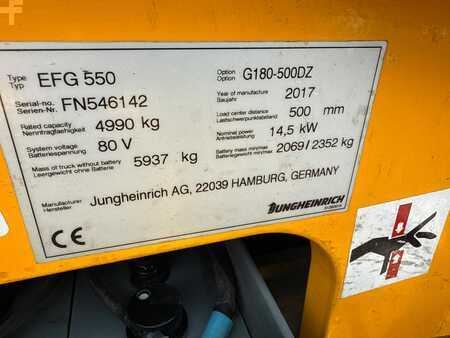 Type
Typ
EFG 550
Option
Option
G180-500DZ
Serial-no.
Serien-Nr.
FN546142
Year of manufacture
Baujahr
2017
Rated capacity
Nenntragfaehigkeit
4990 kg
Load center distance
Lastschwerpunktabstand
500 mm
System voltage
Batteriespannung
80 V
Nominal power
Antriebsleistung
14,5 kW
Mass of truck without battery
Leergewicht ohne Batterie
5937 kg
Battery mass min/max
Batteriegewicht min/max
2069/2352 kg
Manufacturer
Hersteller
Jungheinrich AG, 22039 HAMBURG, GERMANY
CE
JUNGHEINRICH